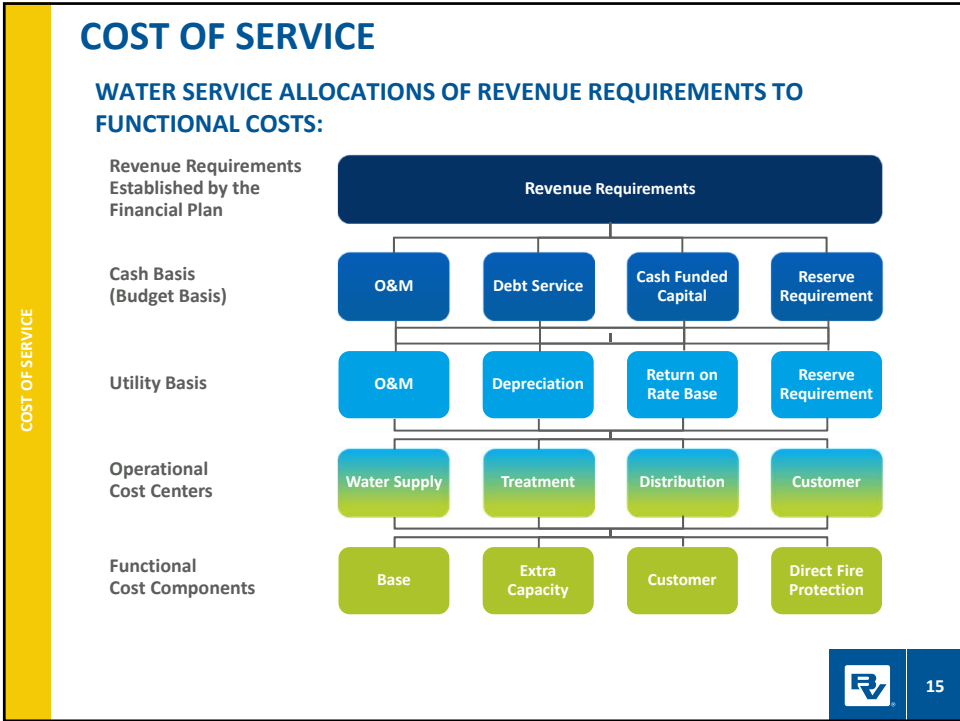 COST OF SERVICE
COST OF SERVICE
WATER SERVICE ALLOCATIONS OF REVENUE REQUIREMENTS TO
FUNCTIONAL COSTS:
Revenue Requirements
Established by the
Financial Plan
Revenue Requirements
Cash Basis
(Budget Basis)
O&M
Debt Service
Cash Funded
Capital
Reserve
Requirement
Utility Basis
O&M
Depreciation
Return on
Rate Base
Reserve
Requirement
Operational
Cost Centers
Water Supply
Treatment
Distribution
Customer
Functional
Cost Components
Base
Extra
Capacity
Customer
Direct Fire
Protection
BV
15